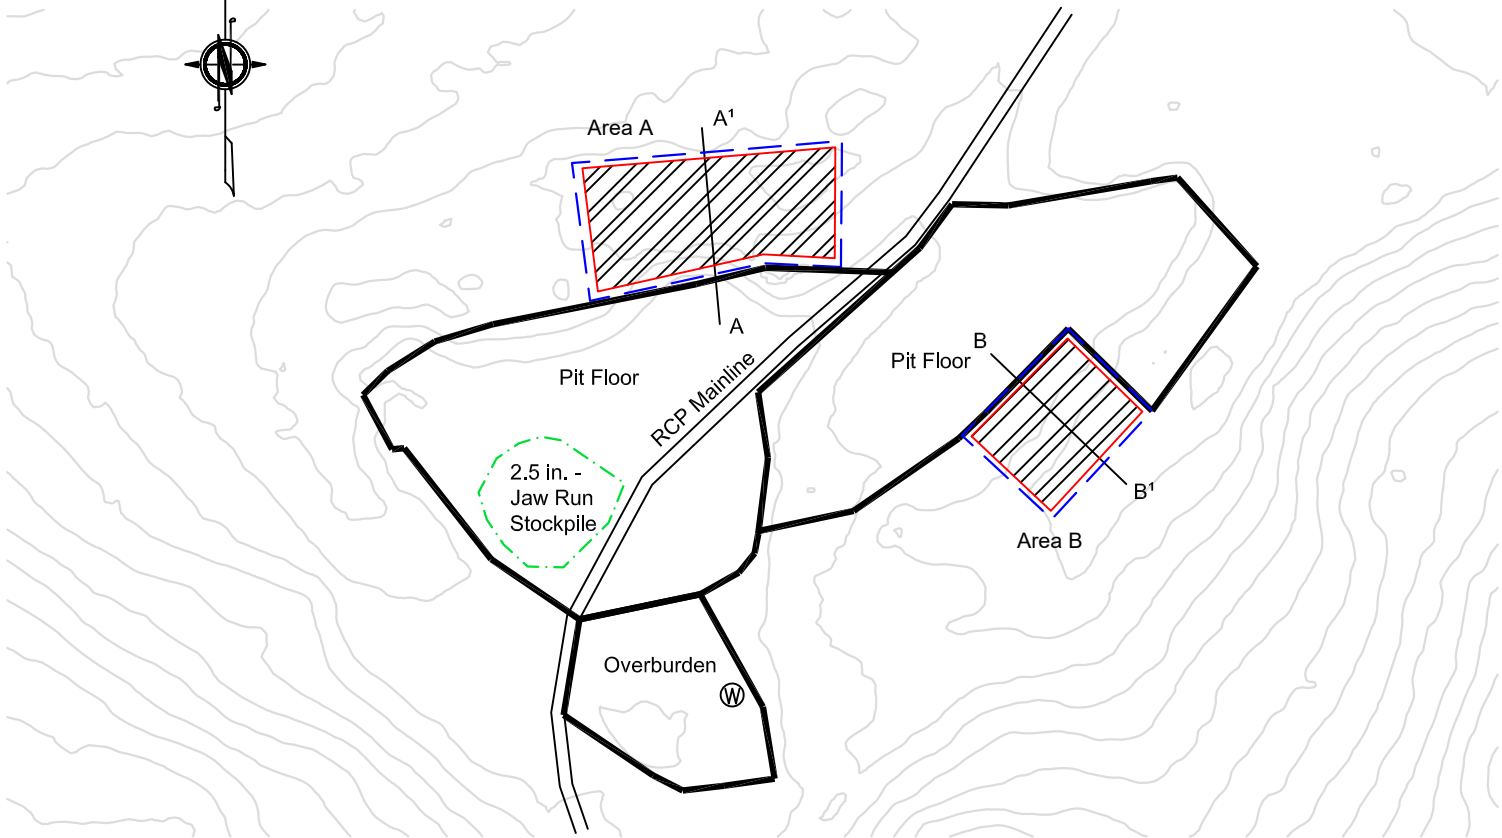 A¹
Area A
A
B
Pit Floor
Pit Floor
RCP Mainline
2.5 in. -
Jaw Run
Stockpile
B¹
Area B
Overburden
W